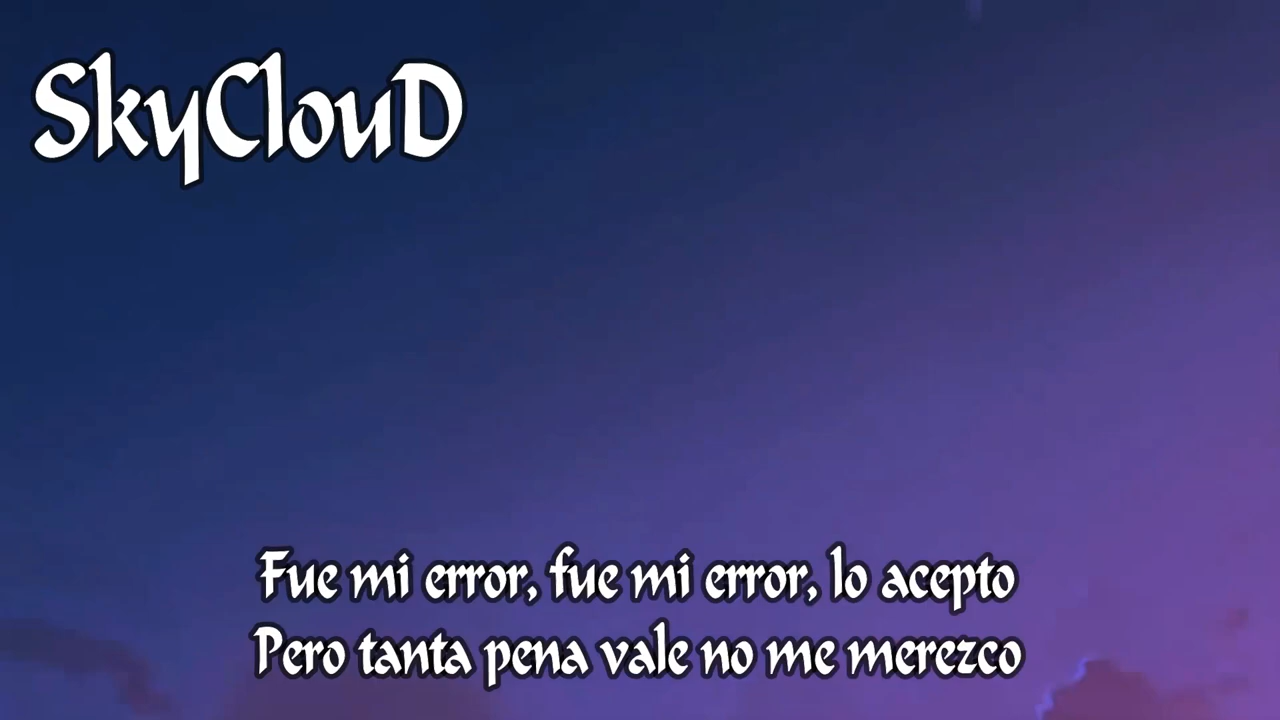 SkyClouD
Fue mi error, fue mi error, lo acepto
Pero tanta pena vale no me merezco